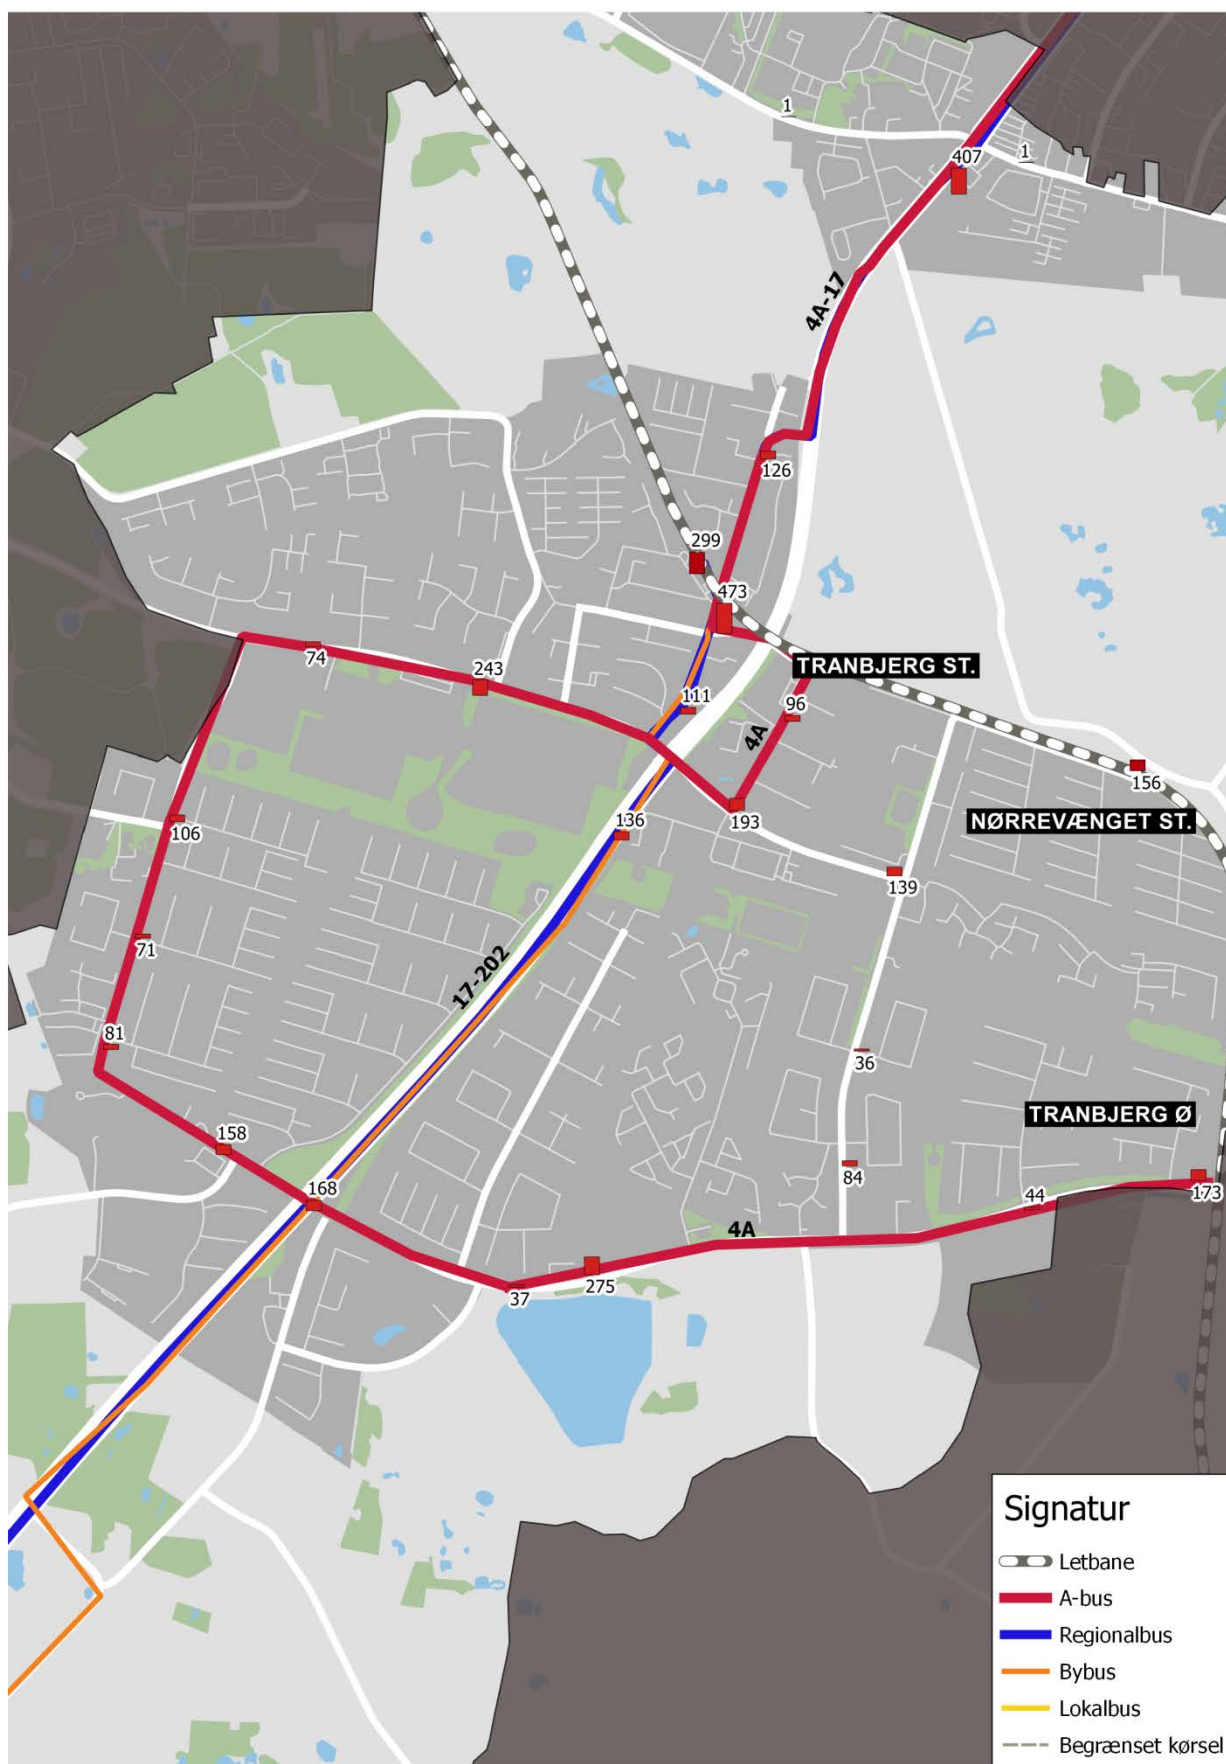 1
1
407
4A-17
126
299
473
TRANBJERG ST.
74
243
111
96
4A
156
NØRREVÆNGET ST.
106
136
193
139
71
17-202
81
36
TRANBJERG Ø
158
84
168
44
173
4A
37
275
Signatur
Letbane
A-bus
Regionalbus
Bybus
Lokalbus
Begrænset kørsel